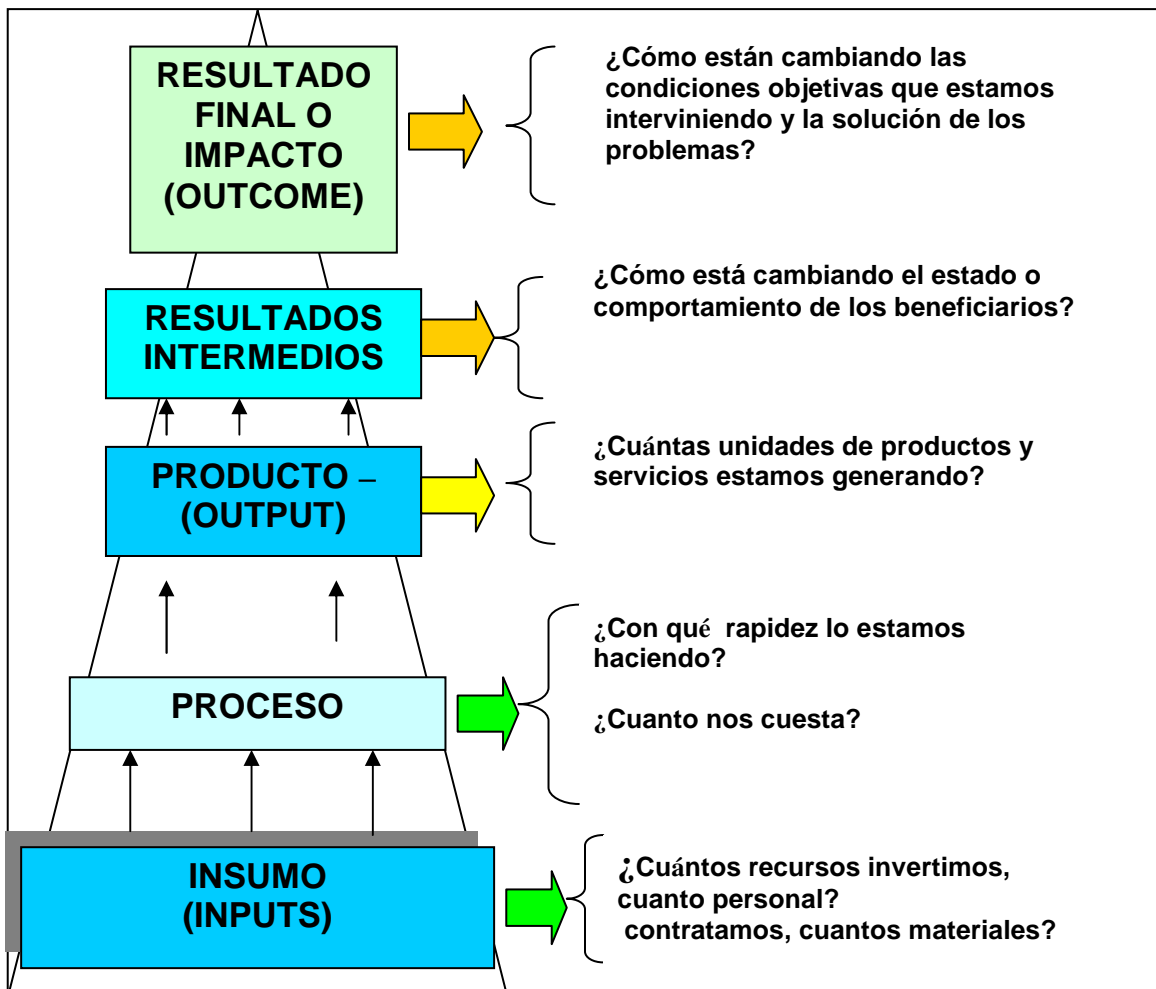 RESULTADO
FINAL O
IMPACTO
(OUTCOME)
¿Cómo están cambiando las
condiciones objetivas que estamos
interviniendo y la solución de los
problemas?
RESULTADOS
INTERMEDIOS
¿Cómo está cambiando el estado o
comportamiento de los beneficiarios?
PRODUCTO –
(OUTPUT)
¿Cuántas unidades de productos y
servicios estamos generando?
PROCESO
¿Con qué rapidez lo estamos
haciendo?
¿Cuanto nos cuesta?
INSUMO
(INPUTS)
¿Cuántos recursos invertimos,
cuanto personal?
contratamos, cuantos materiales?